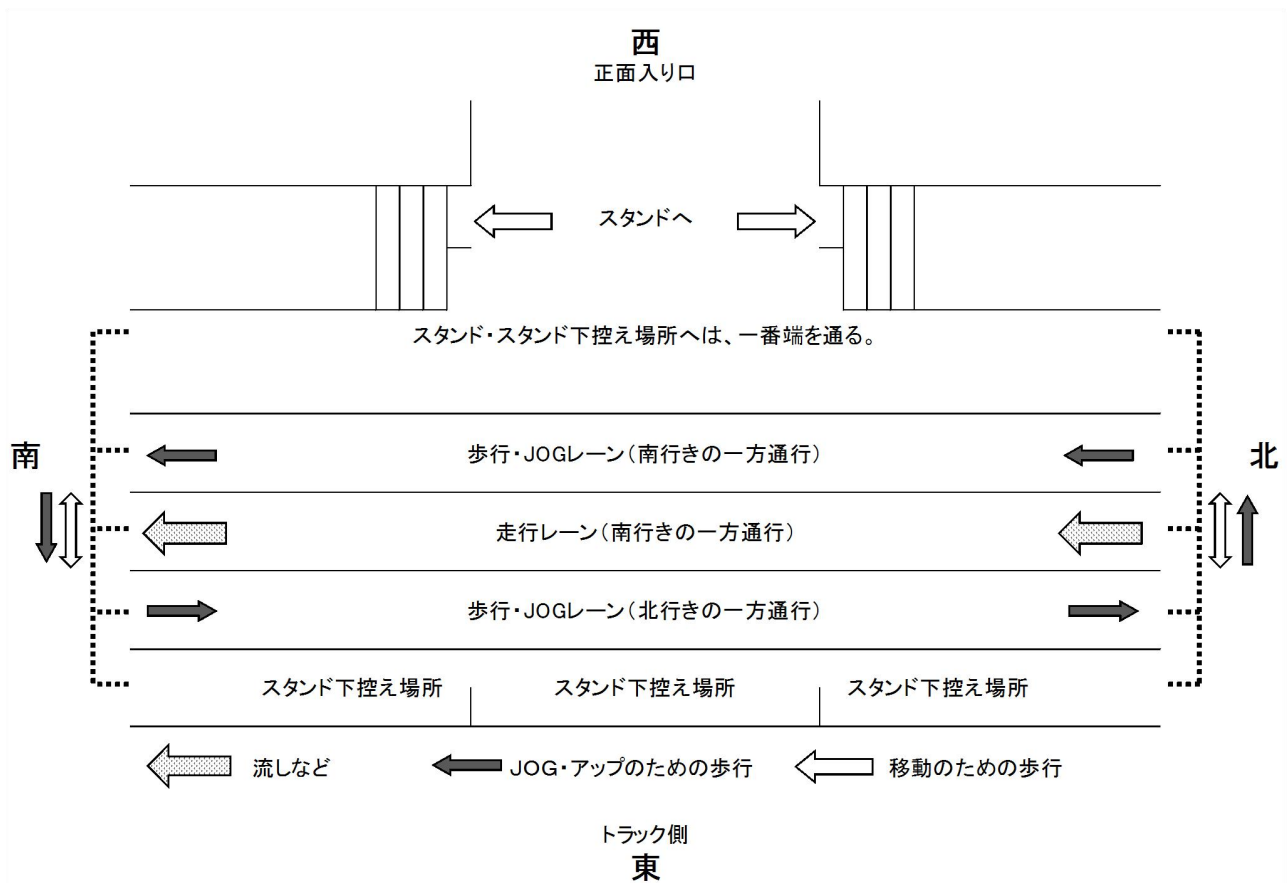 西
正面入り口
スタンドへ
スタンド・スタンド下控え場所へは、一番端を通る。
南
北
歩行・JOGレーン(南行きの一方通行)
走行レーン(南行きの一方通行)
歩行・JOGレーン(北行きの一方通行)
スタンド下控え場所 スタンド下控え場所 スタンド下控え場所
流しなど JOG・アップのための歩行 移動のための歩行
トラック側
東